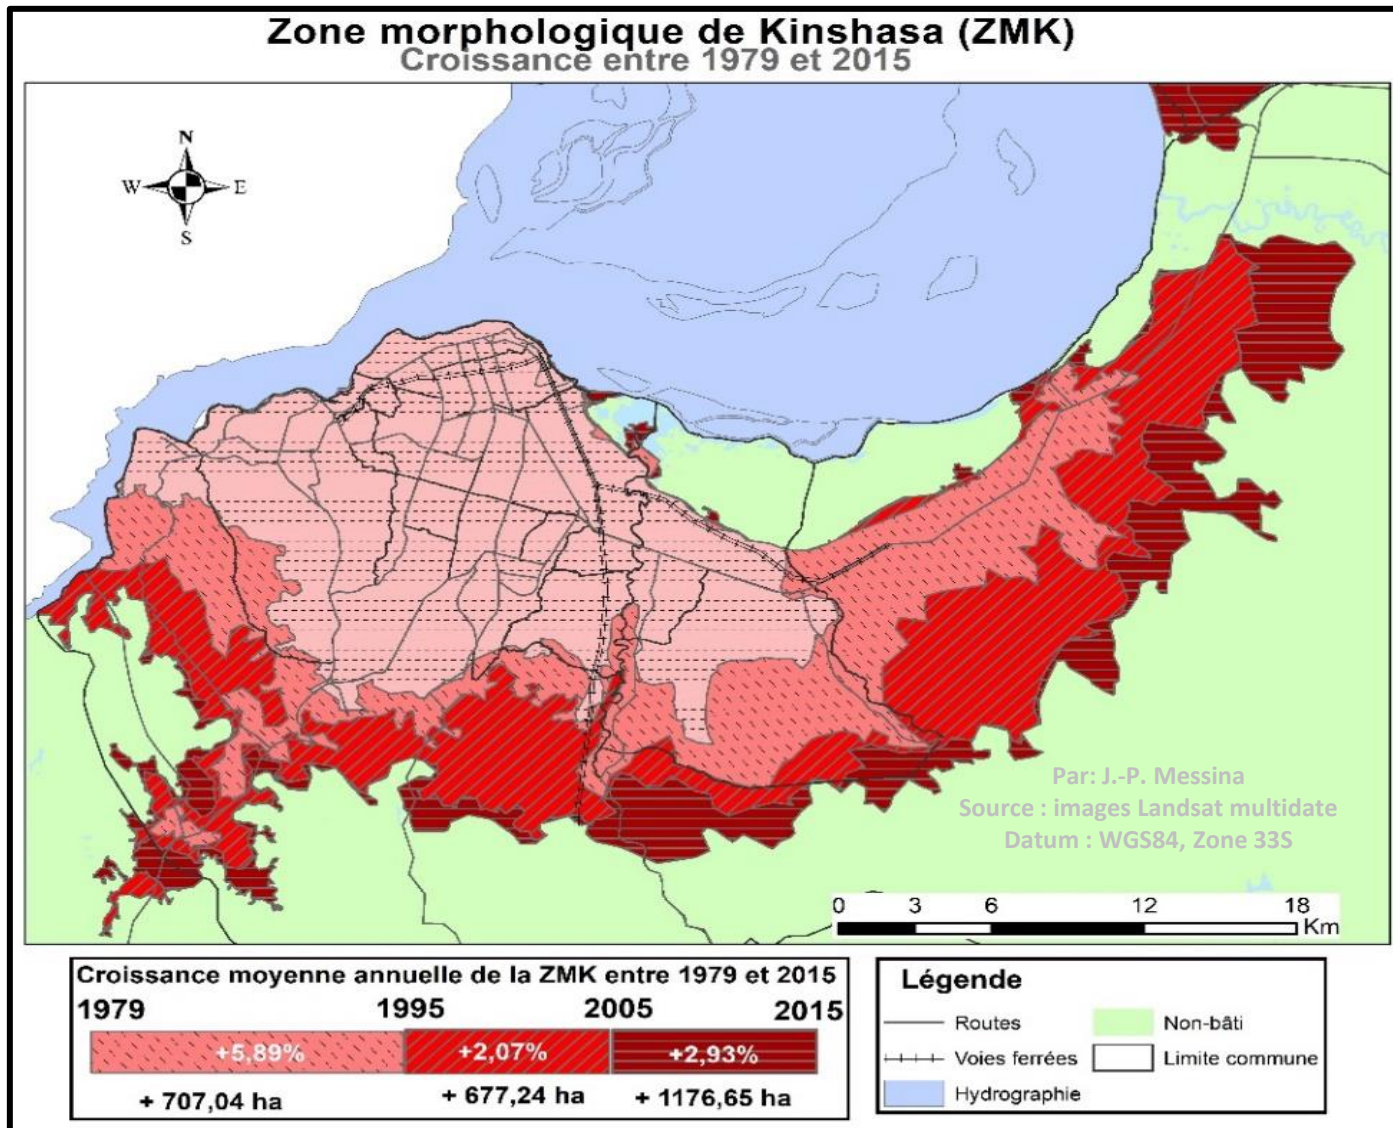 Zone morphologique de Kinshasa (ZMK)
Croissance entre 1979 et 2015
N
W E
S
Par: J.-P. Messina
Source : images Landsat multidate
Datum : WGS84, Zone 33S
0 3 6 12 18
Km
Croissance moyenne annuelle de la ZMK entre 1979 et 2015
1979 1995 2005 2015
+5,89% +2,07% +2,93%
+ 707,04 ha + 677,24 ha + 1176,65 ha
Légende
Routes
Voies ferrées
Hydrographie
Non-bâti
Limite commune